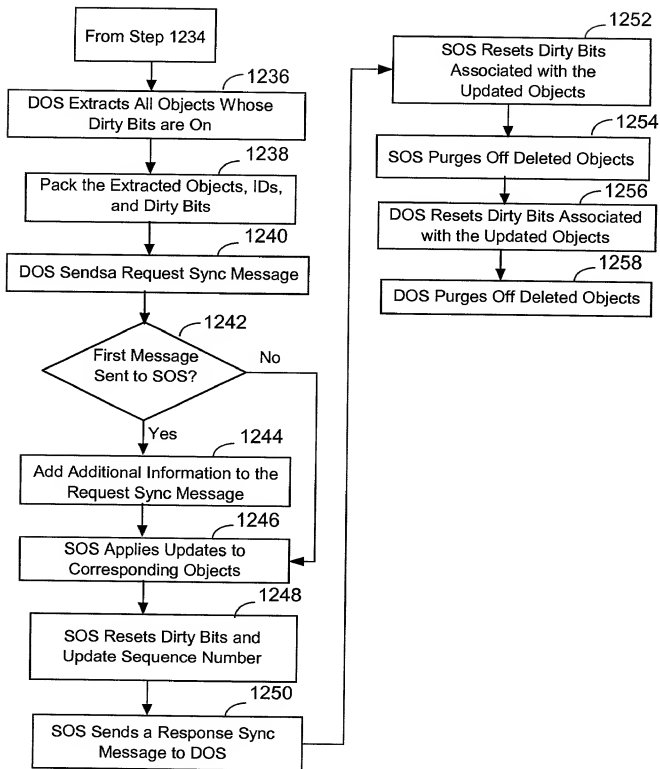 From Step 1234
1236
DOS Extracts All Objects Whose
Dirty Bits are On
1238
Pack the Extracted Objects, IDs,
and Dirty Bits
1240
DOS Sendsa Request Sync Message
1242
First Message
Sent to SOS?
No
Yes
1244
Add Additional Information to the
Request Sync Message
1246
SOS Applies Updates to
Corresponding Objects
1248
SOS Resets Dirty Bits and
Update Sequence Number
1250
SOS Sends a Response Sync
Message to DOS
1252
SOS Resets Dirty Bits
Associated with the
Updated Objects
1254
SOS Purges Off Deleted Objects
1256
DOS Resets Dirty Bits Associated
with the Updated Objects
1258
DOS Purges Off Deleted Objects